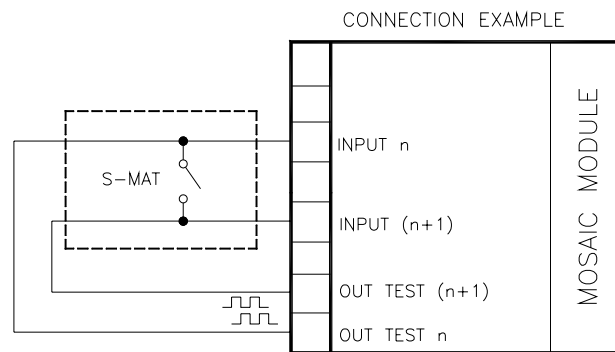 CONNECTION EXAMPLE
INPUT n
S-MAT
INPUT (n+1)
OUT TEST (n+1)
OUT TEST n
MOSAIC MODULE